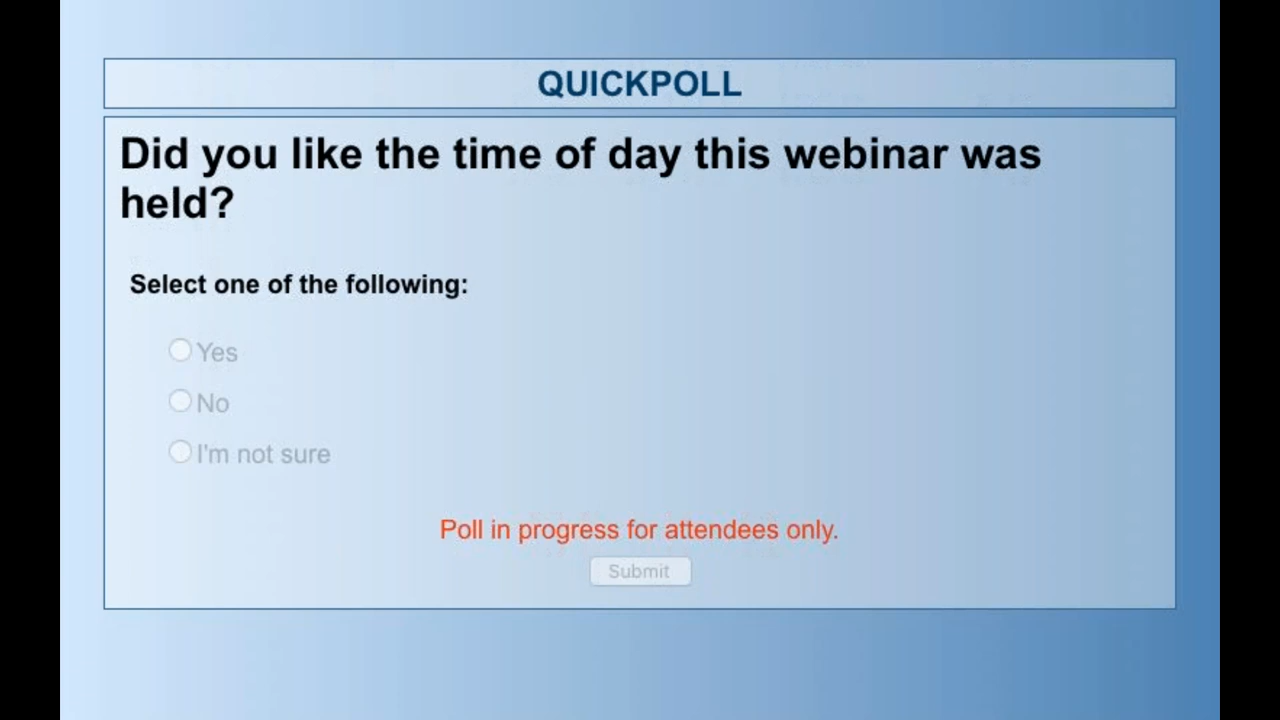 QUICKPOLL
Did you like the time of day this webinar was
held?
Select one of the following:
Yes
No
I'm not sure
Poll in progress for attendees only.
Submit